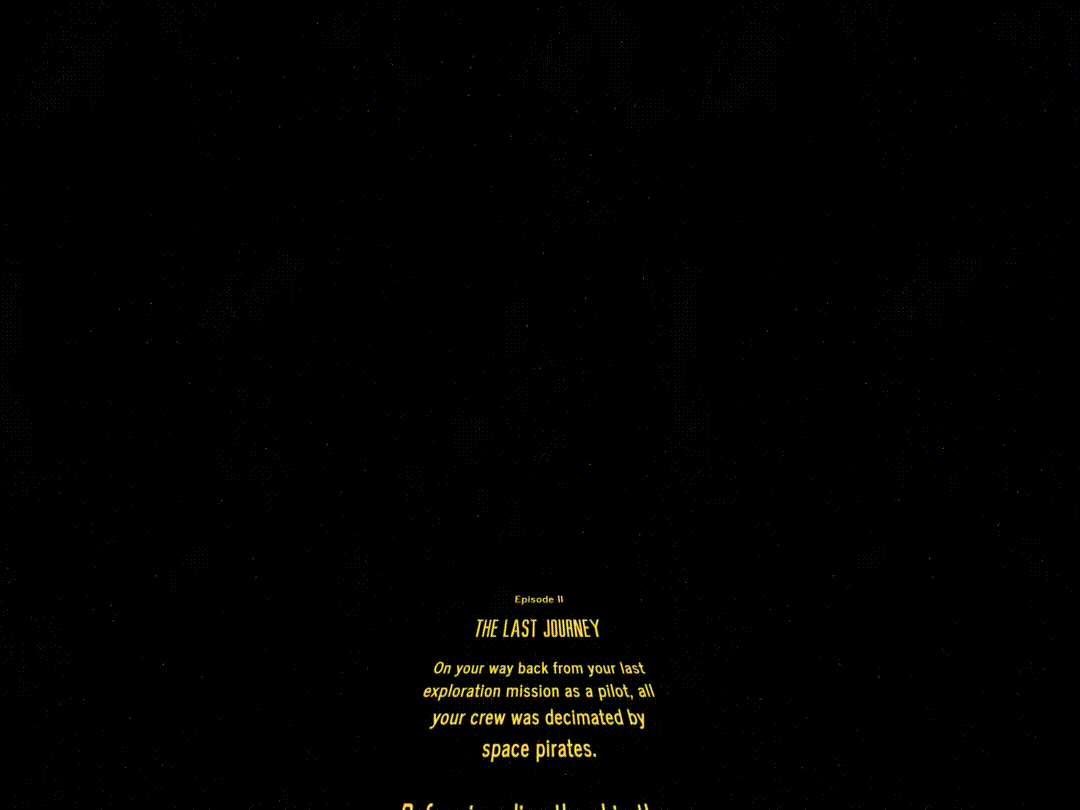 Episode II
THE LAST JOURNEY
On your way back from your last
exploration mission as a pilot, all
your crew was decimated by
space pirates.